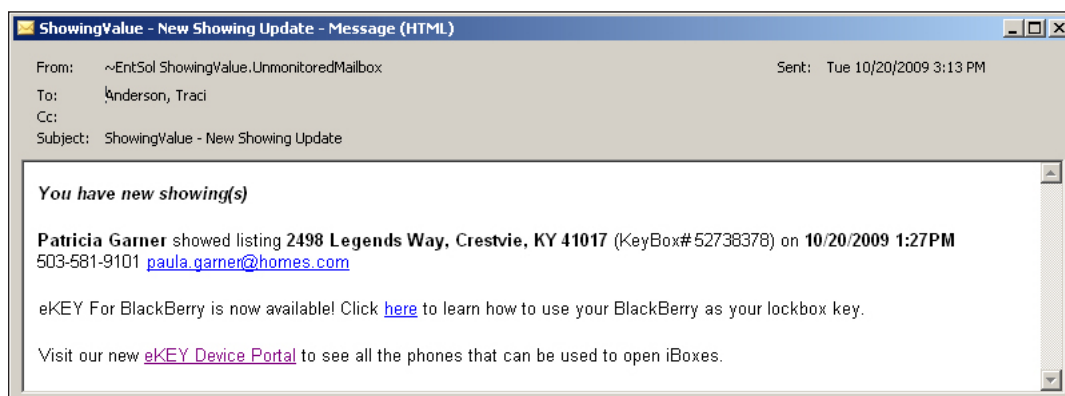 ShowingValue - New Showing Update - Message (HTML)
From: ~EntSol ShowingValue.UnmonitoredMailbox Sent: Tue 10/20/2009 3:13 PM
To: Anderson, Traci
Cc:
Subject: ShowingValue - New Showing Update
You have new showing(s)
Patricia Garner showed listing 2498 Legends Way, Crestvie, KY 41017 (KeyBox# 52738378) on 10/20/2009 1:27PM
503-581-9101 paula.garner@homes.com
eKEY For BlackBerry is now available! Click here to learn how to use your BlackBerry as your lockbox key.
Visit our new eKEY Device Portal to see all the phones that can be used to open iBoxes.